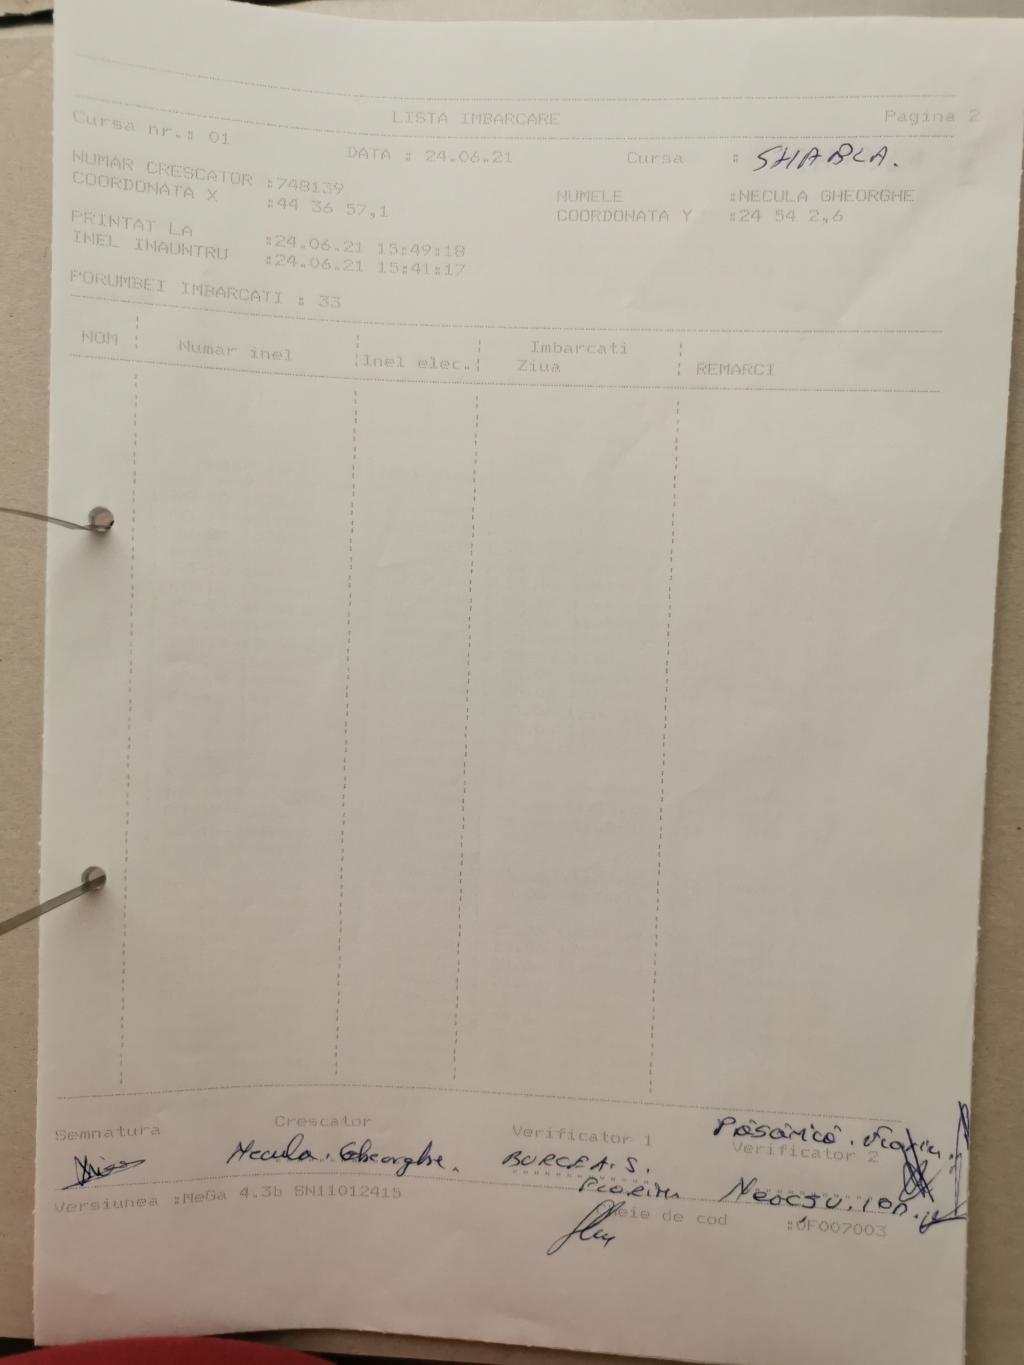 LISTA IMBARCARE Pagina 2
Cursa nr.: 01 DATA : 24.06.21 Cursa : SHABLA.
NUMAR CRESCATOR :748139 NUMELE :NECULA GHEORGHE
COORDONATA X :44 36 57,1 COORDONATA Y :24 54 2,6
PRINTAT LA :24.06.21 15:49:18
INEL INAUNTRU :24.06.21 15:41:17
PORUMBEI IMBARCATI : 33
NOM Numar inel Inel elec. Imbarcati Ziua REMARCI
Semnatura Crescator Verificator 1 Verificator 2
Necula. Gheorghe. BURCEA. S.
Florin
Versiunea :MeGa 4.3b SN11012415 de cod :0F007003